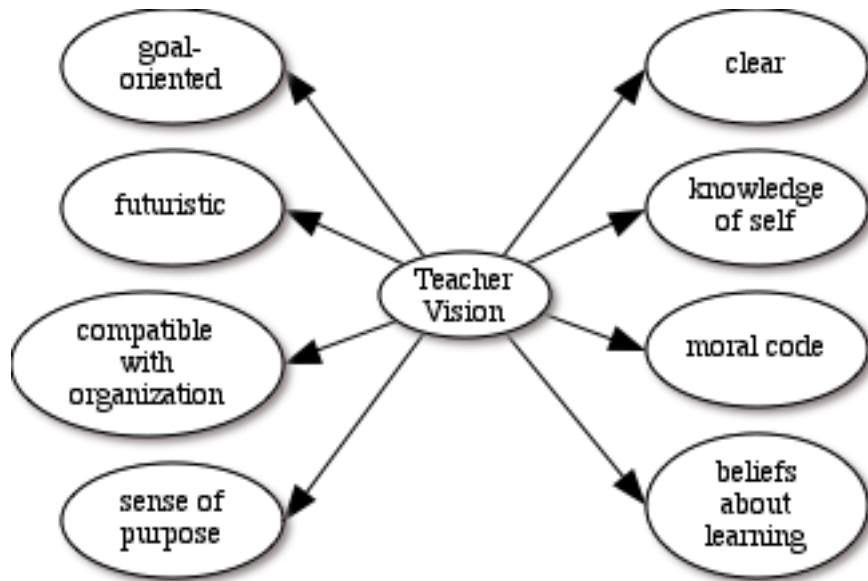 goal-
oriented
futuristic
compatible
with
organization
sense of
purpose
Teacher
Vision
clear
knowledge
of self
moral code
beliefs
about
learning